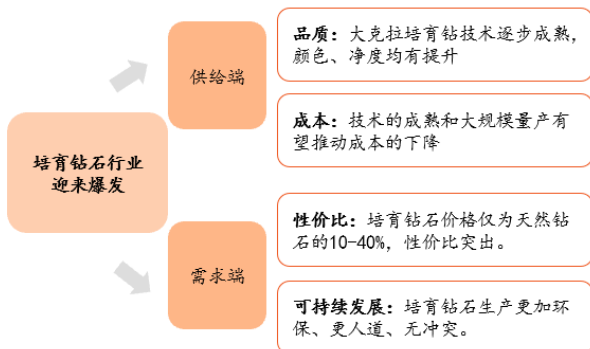 品质：大克拉培育钻技术逐步成熟，
颜色、净度均有提升
供给端
成本：技术的成熟和大规模量产有
望推动成本的下降
培育钻石行业
迎来爆发
性价比：培育钻石价格仅为天然钻
石的10-40%，性价比突出。
需求端
可持续发展：培育钻石生产更加环
保、更人道、无冲突。